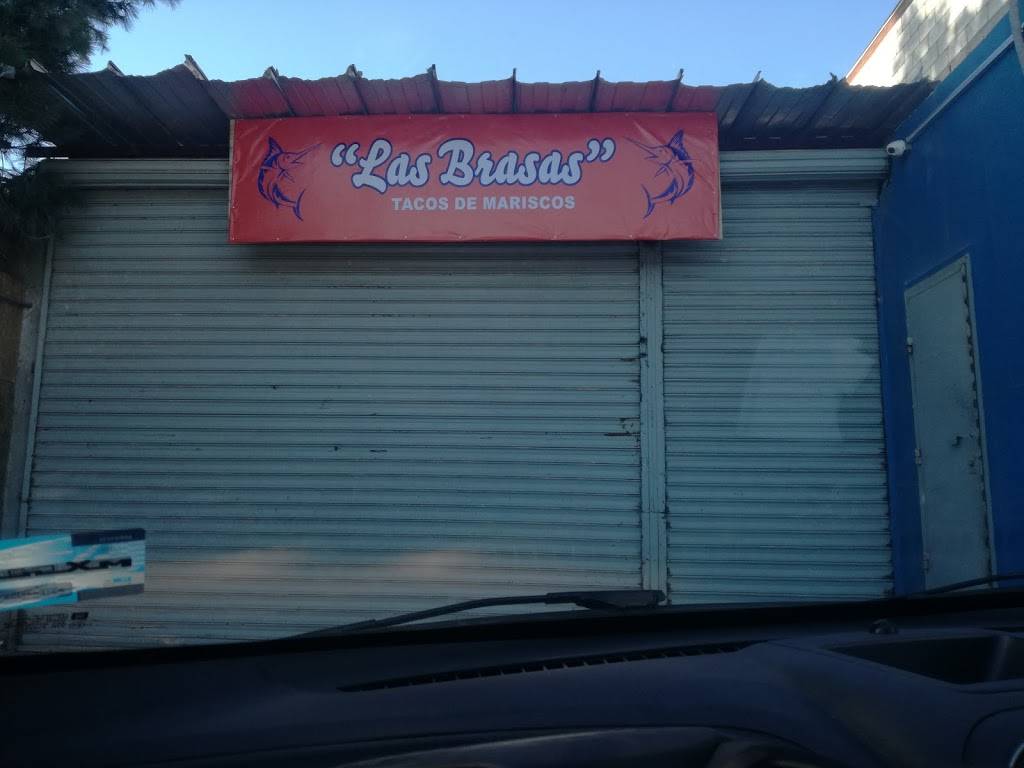 “Las Brasas”
TACOS DE MARISCOS